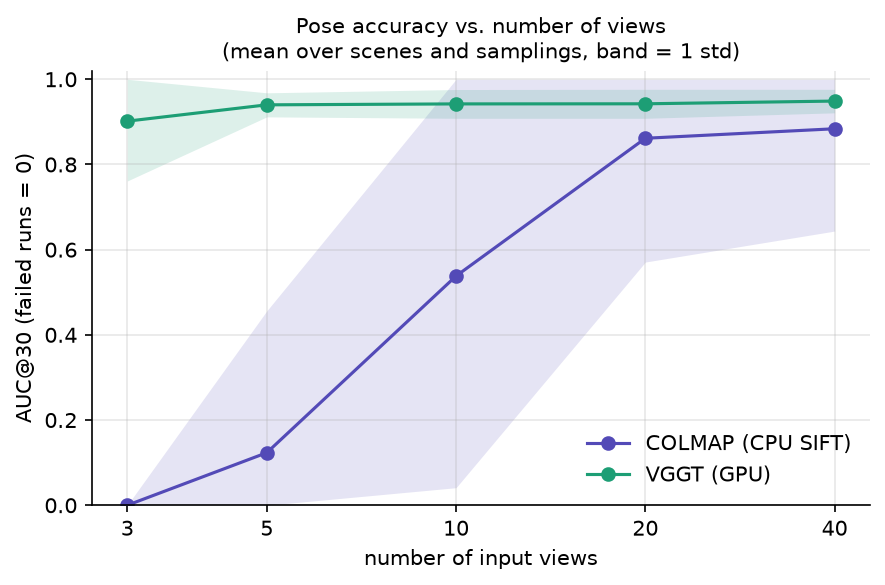 Pose accuracy vs. number of views
(mean over scenes and samplings, band = 1 std)
AUC@30 (failed runs = 0)
1.0
0.8
0.6
0.4
0.2
0.0
3 5 10 20 40
number of input views
COLMAP (CPU SIFT)
VGGT (GPU)